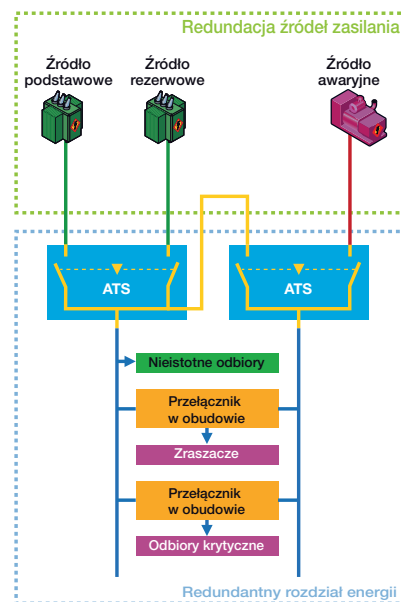 Redundacja źródeł zasilania
Źródło
podstawowe
Źródło
rezerwowe
Źródło
awaryjne
ATS
ATS
Nieistotne odbiory
Przełącznik
w obudowie
Zraszacze
Przełącznik
w obudowie
Odbiory krytyczne
Redundantny rozdział energii